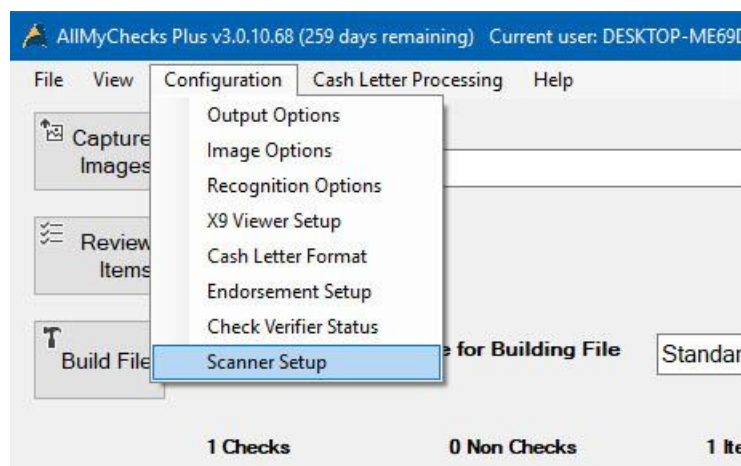 AllMyChecks Plus v3.0.10.68 (259 days remaining) Current user: DESKTOP-ME69
File View Configuration Cash Letter Processing Help
Capture
Images
Review
Items
Build File
Output Options
Image Options
Recognition Options
X9 Viewer Setup
Cash Letter Format
Endorsement Setup
Check Verifier Status
Scanner Setup
for Building File
1 Checks 0 Non Checks 1